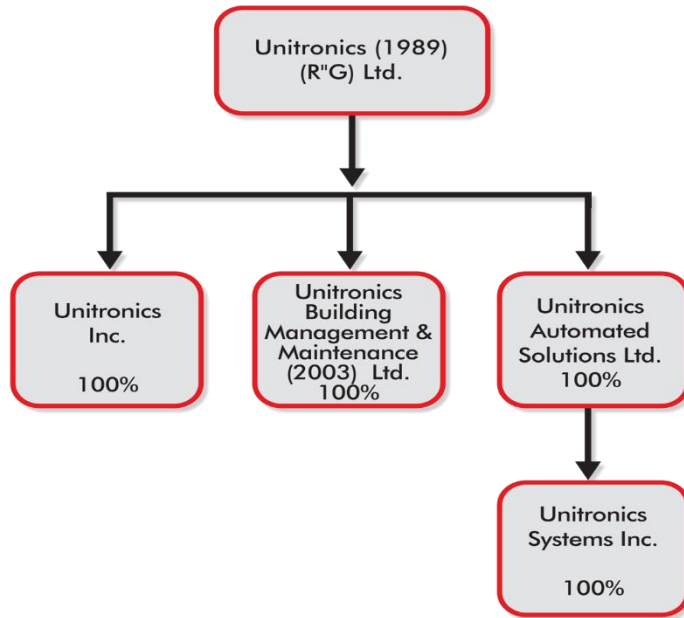 Unitronics (1989)
(R"G) Ltd.
Unitronics
Inc.
100%
Unitronics
Building
Management &
Maintenance
(2003) Ltd.
100%
Unitronics
Automated
Solutions Ltd.
100%
Unitronics
Systems Inc.
100%